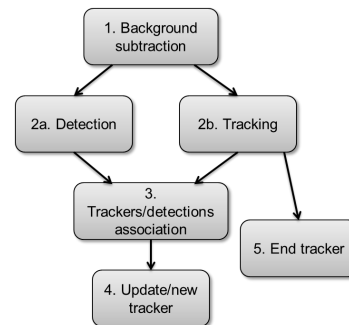 1. Background
subtraction
2a. Detection
2b. Tracking
3.
Trackers/detections
association
5. End tracker
4. Update/new
tracker